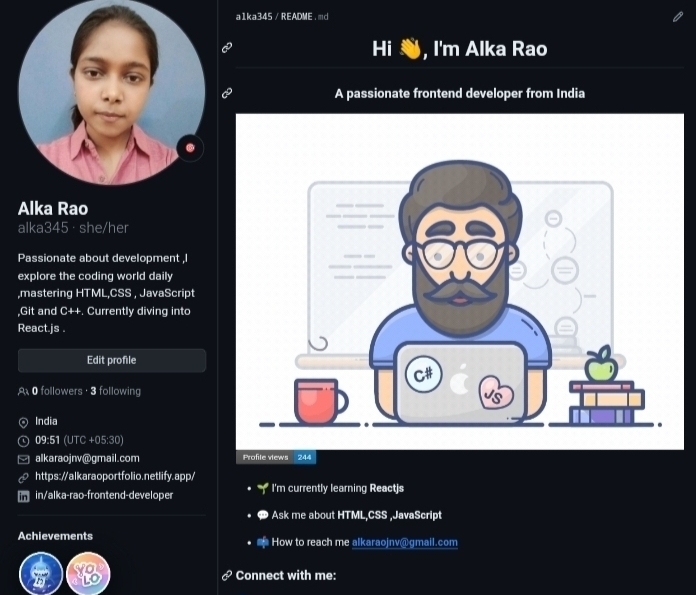 alka345 / README.md
Hi 👋, I'm Alka Rao
A passionate frontend developer from India
Alka Rao
alka345 · she/her
Passionate about development ,I
explore the coding world daily
,mastering HTML,CSS , JavaScript
,Git and C++. Currently diving into
React.js .
Edit profile
0 followers · 3 following
India
09:51 (UTC +05:30)
alkaraojnv@gmail.com
https://alkaraoportfolio.netlify.app/
in/alka-rao-frontend-developer
Achievements
YOLO
C#
JS
Profile views 244
🌱 I'm currently learning Reactjs
💬 Ask me about HTML,CSS ,JavaScript
📫 How to reach me alkaraojnv@gmail.com
Connect with me: